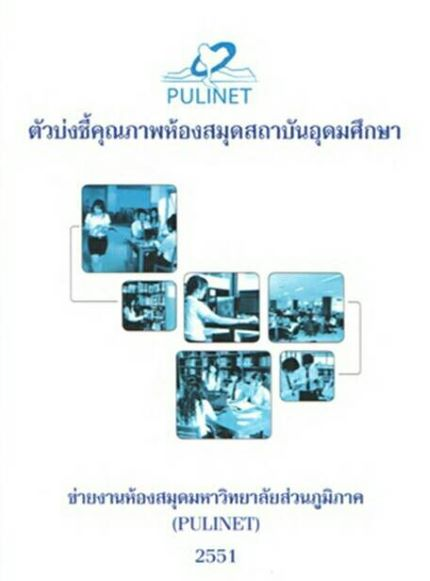 PULINET
ตัวบ่งชี้คุณภาพห้องสมุดสถาบันอุดมศึกษา
ข่ายงานห้องสมุดมหาวิทยาลัยส่วนภูมิภาค
(PULINET)
2551